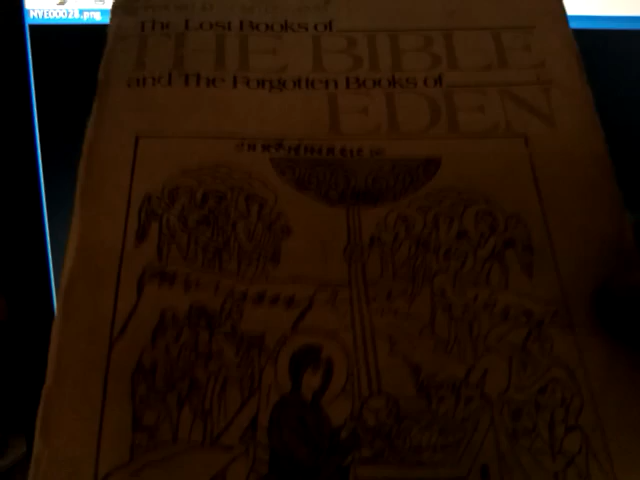 NVE00028.png
The Lost Books of
THE BIBLE
and The Forgotten Books of
EDEN